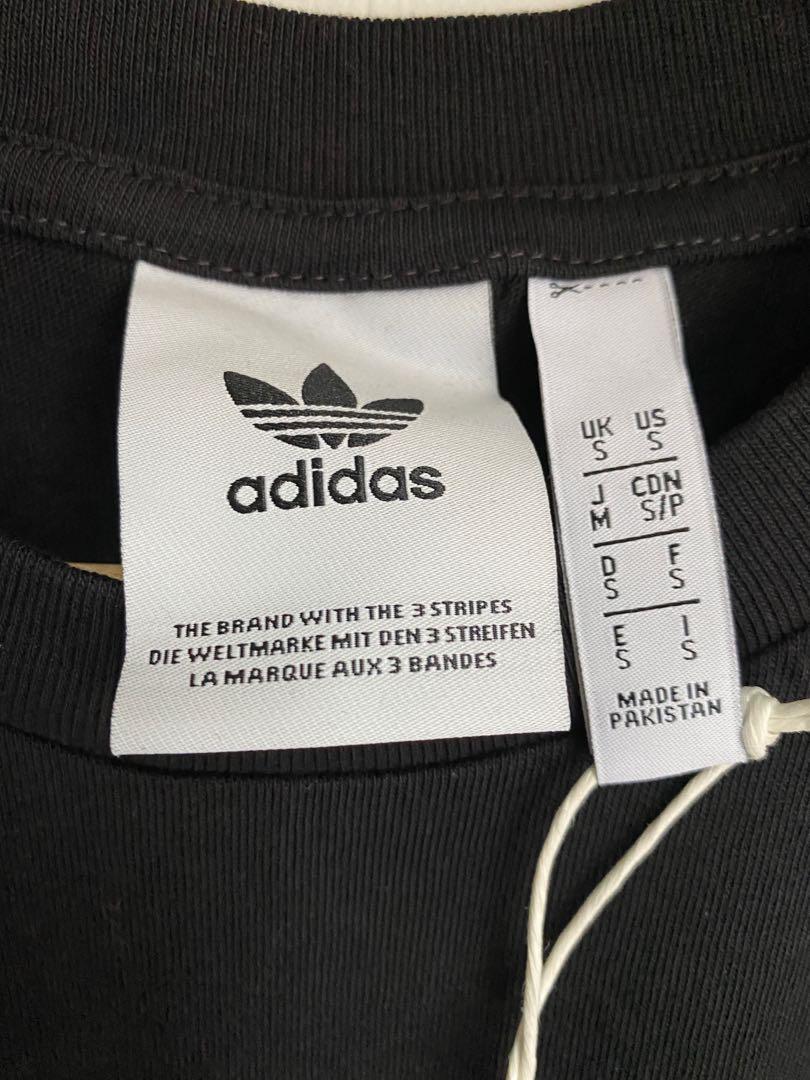 adidas
THE BRAND WITH THE 3 STRIPES
DIE WELTMARKE MIT DEN 3 STREIFEN
LA MARQUE AUX 3 BANDES
UK US
S S
J CDN
M S/P
D F
S S
E I
S S
MADE IN
PAKISTAN